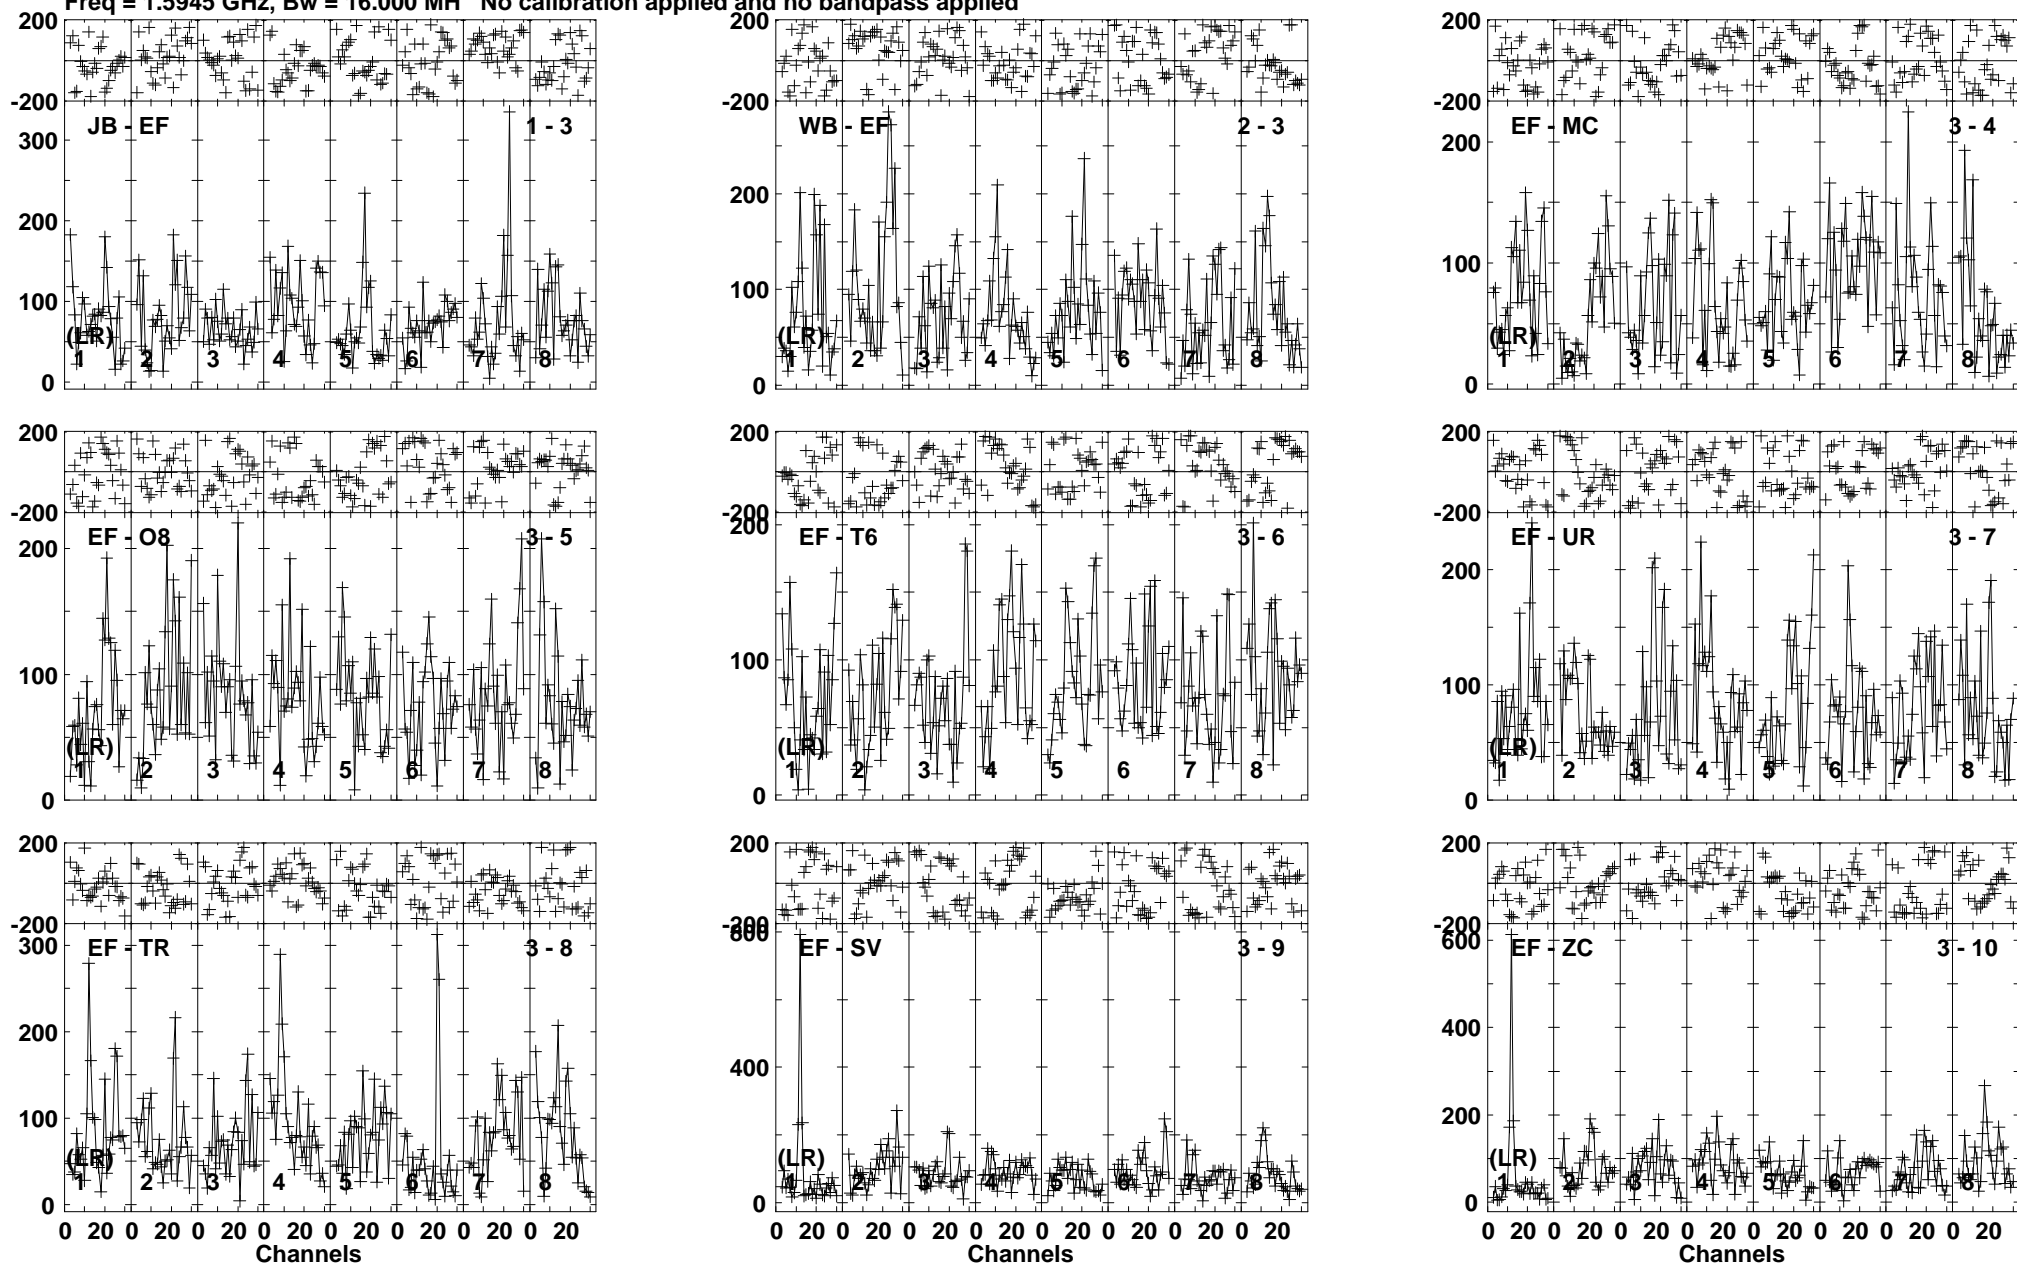 Freq = 1.5945 GHz, Bw = 16.000 MH No calibration applied and no bandpass applied
200 200 200
-200 -200 -200
JB - EF 1 - 3 WB - EF 2 - 3 EF - MC 3 - 4
300 200 200
200 100 100
100 0 0
0
(LR) (LR) (LR)
1 2 3 4 5 6 7 8 1 2 3 4 5 6 7 8 1 2 3 4 5 6 7 8
200 200 200
-200 -200 -200
EF - O8 3 - 5 EF - T6 3 - 6 EF - UR 3 - 7
200 200 200
100 100 100
(LR) (LR) (LR)
1 2 3 4 5 6 7 8 1 2 3 4 5 6 7 8 1 2 3 4 5 6 7 8
0 0 0
200 200 200
-200 -200 -200
EF - TR 3 - 8 EF - SV 3 - 9 EF - ZC 3 - 10
300 800 600
200 400 400
100 0 200
0 0
(LR) (LR) (LR)
1 2 3 4 5 6 7 8 1 2 3 4 5 6 7 8 1 2 3 4 5 6 7 8
0 20 0 20 0 20 0 20 0 20 0 20 0 20 0 20 0 20 0 20 0 20 0 20 0 20 0 20 0 20 0 20 0 20 0 20 0 20 0 20 0 20 0 20 0 20 0 20
Channels Channels Channels